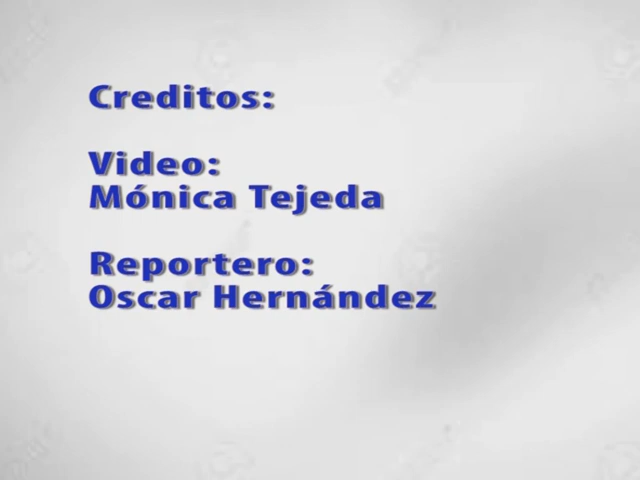 Creditos:
Video:
Mónica Tejeda
Reportero:
Oscar Hernández